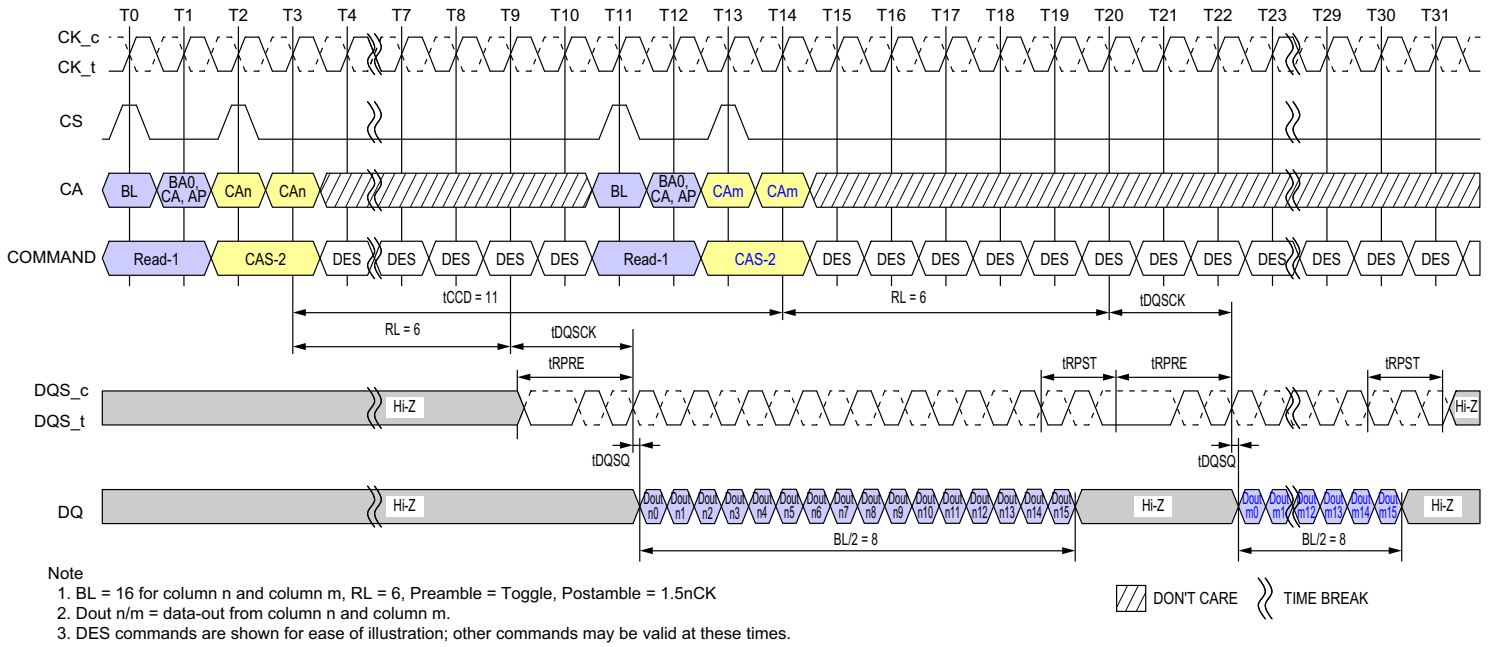 T0 T1 T2 T3 T4 T7 T8 T9 T10 T11 T12 T13 T14 T15 T16 T17 T18 T19 T20 T21 T22 T23 T29 T30 T31
CK_c
CK_t
CS
CA BL BA0, CA, AP CAn CAn BL BA0, CA, AP CAm CAm
COMMAND Read-1 CAS-2 DES DES DES DES DES Read-1 CAS-2 DES DES DES DES DES DES DES DES DES DES DES DES
tCCD = 11 RL = 6 tDQSCK
RL = 6 tDQSCK
tRPRE tRPST tRPRE tRPST
DQS_c
DQS_t
Hi-Z Hi-Z
tDQSQ tDQSQ
DQ Hi-Z Dout n0 Dout n1 Dout n2 Dout n3 Dout n4 Dout n5 Dout n6 Dout n7 Dout n8 Dout n9 Dout n10 Dout n11 Dout n12 Dout n13 Dout n14 Dout n15 Hi-Z Dout m0 Dout m1 Dout m12 Dout m13 Dout m14 Dout m15 Hi-Z
BL/2 = 8 BL/2 = 8
Note
1. BL = 16 for column n and column m, RL = 6, Preamble = Toggle, Postamble = 1.5nCK
2. Dout n/m = data-out from column n and column m.
3. DES commands are shown for ease of illustration; other commands may be valid at these times.
DON'T CARE TIME BREAK